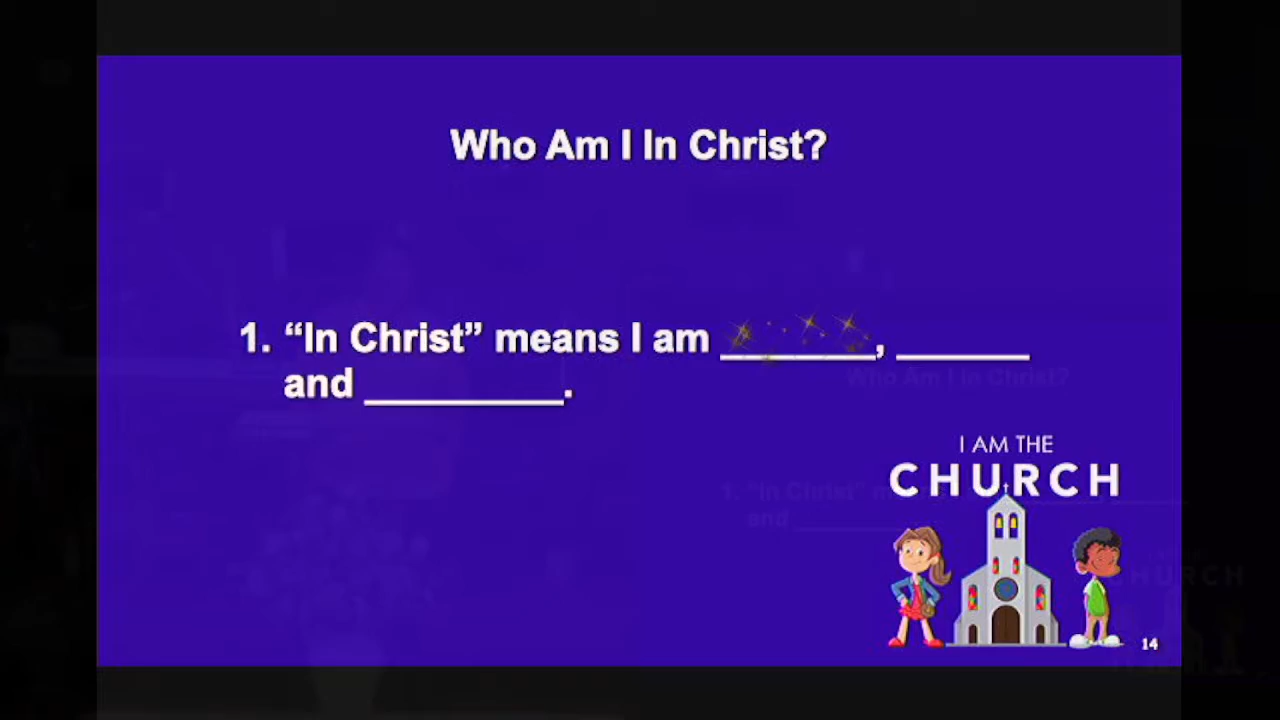 Who Am I In Christ?
1. “In Christ” means I am ________, _______
and __________.
I AM THE
CHURCH
14